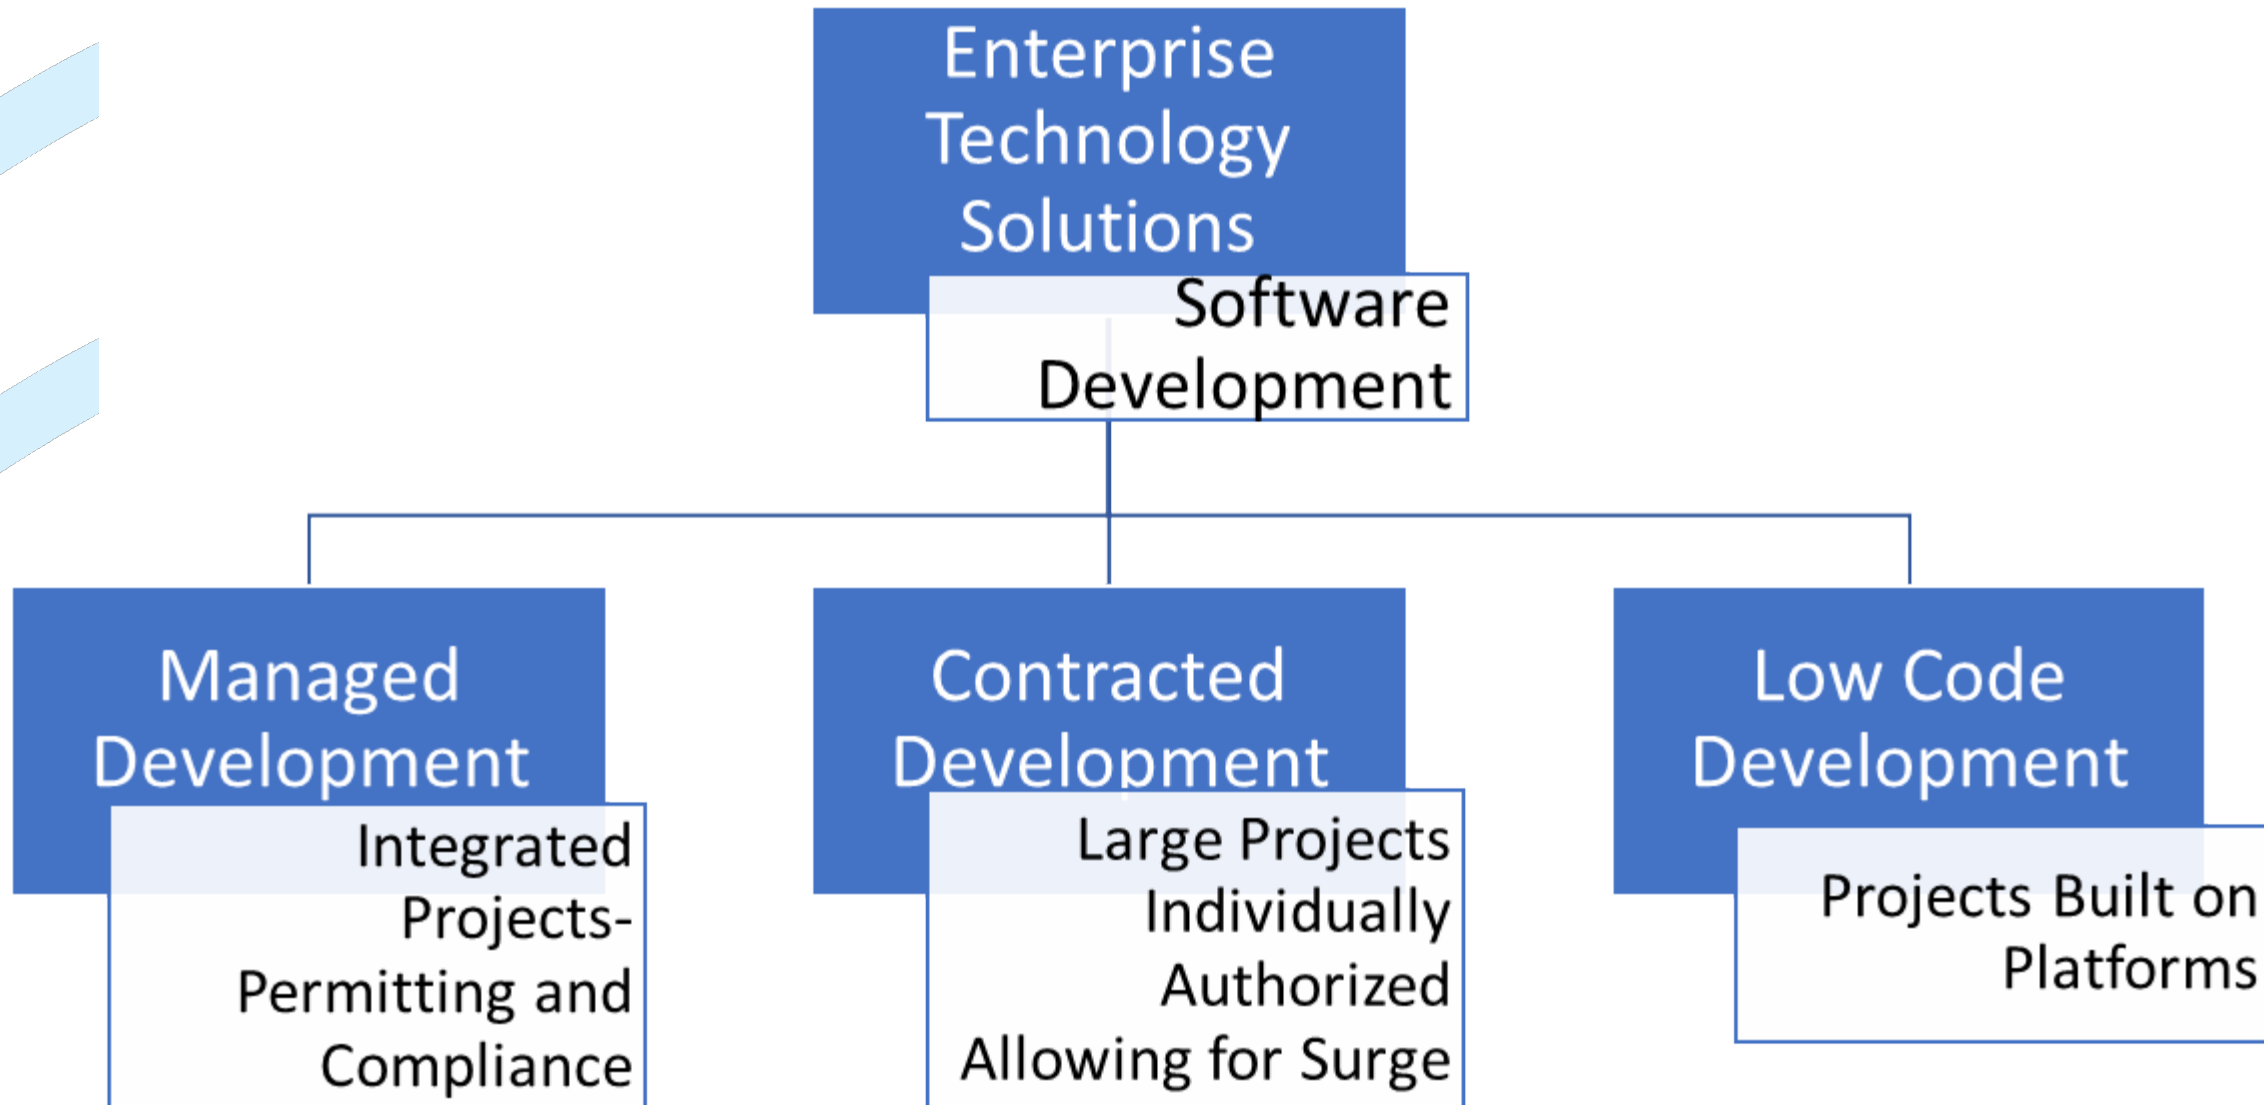 Enterprise
Technology
Solutions
Software
Development
Managed
Development
Integrated
Projects-
Permitting and
Compliance
Contracted
Development
Large Projects
Individually
Authorized
Allowing for Surge
Low Code
Development
Projects Built on
Platforms